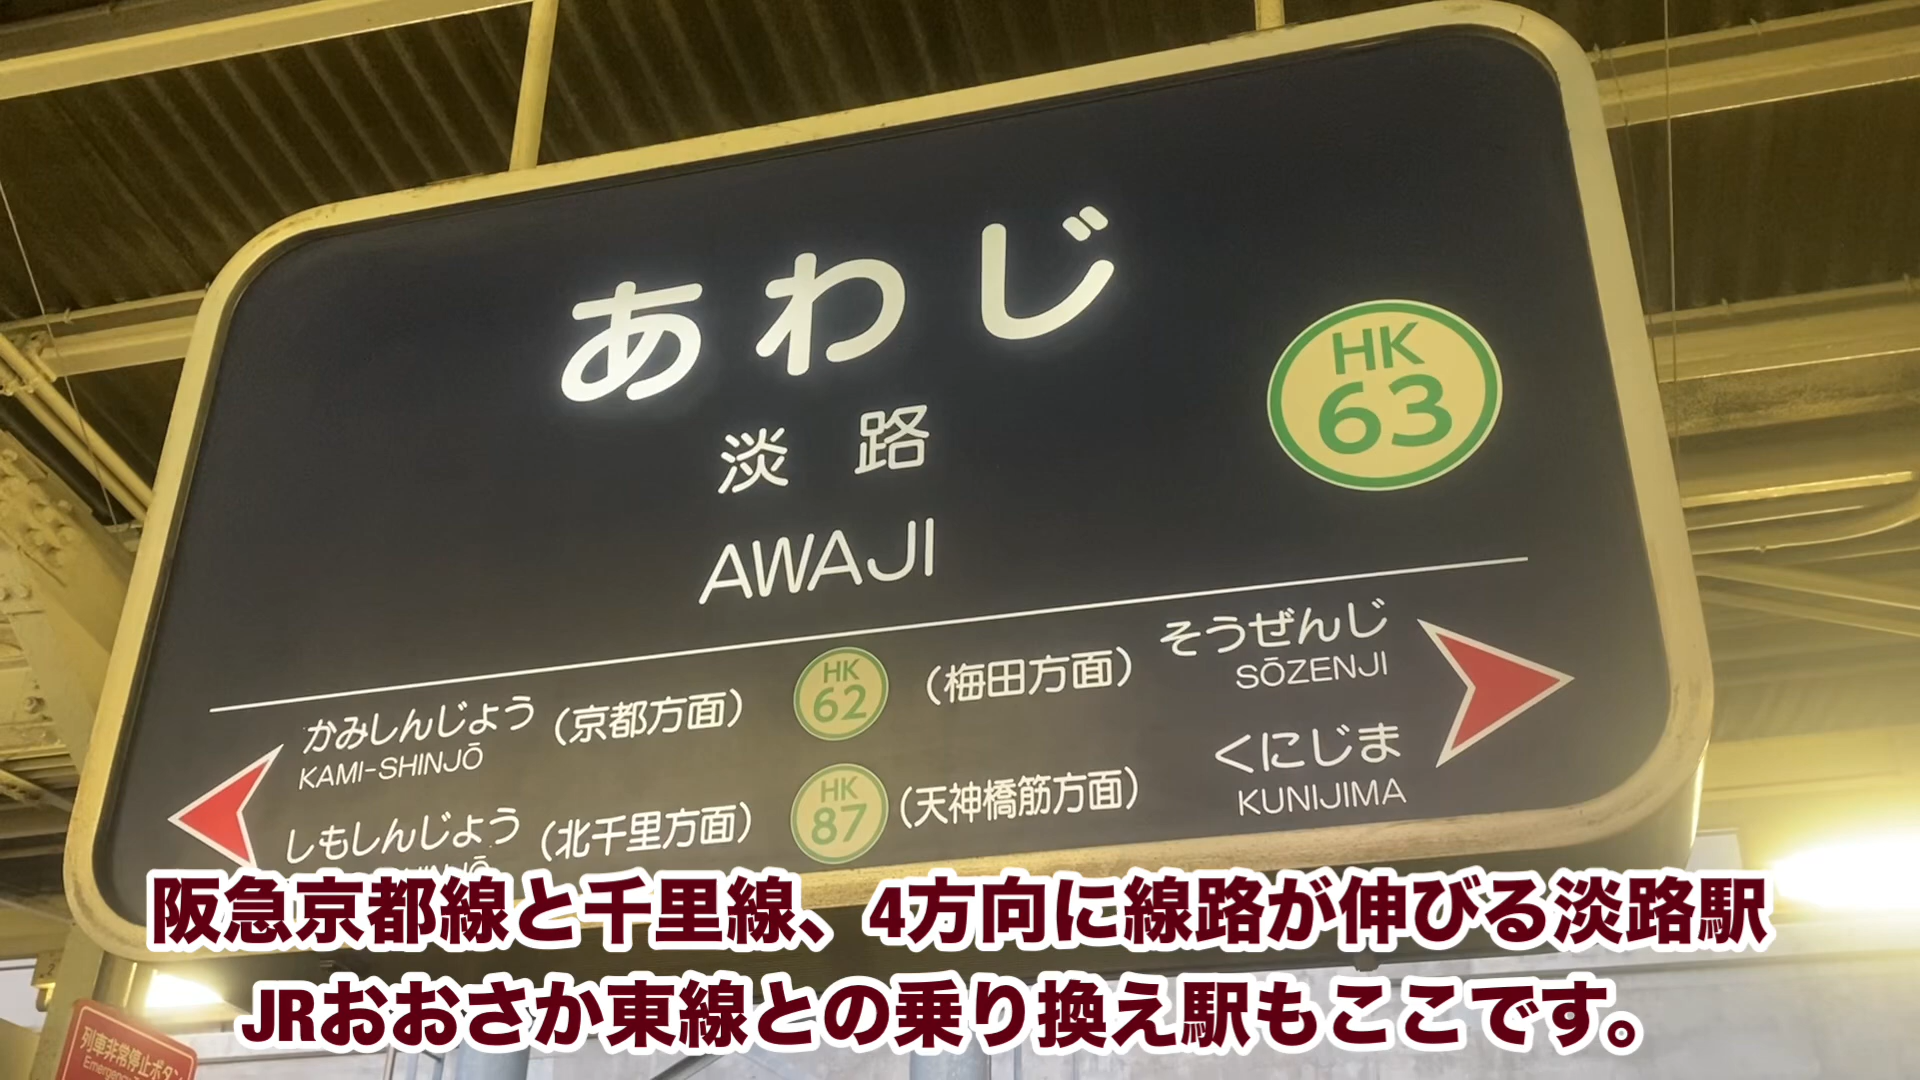 あわじ
淡路
AWAJI
HK
63
かみしんじよう (京都方面)
KAMI-SHINJŌ
HK
62
(梅田方面) そうぜんじ
SŌZENJI
しもしんじよう (北千里方面)
HK
87
(天神橋筋方面) くにじま
KUNIJIMA
阪急京都線と千里線、4方向に線路が伸びる淡路駅
JRおおさか東線との乗り換え駅もここです。
列車非常停止ボタン
Emergency